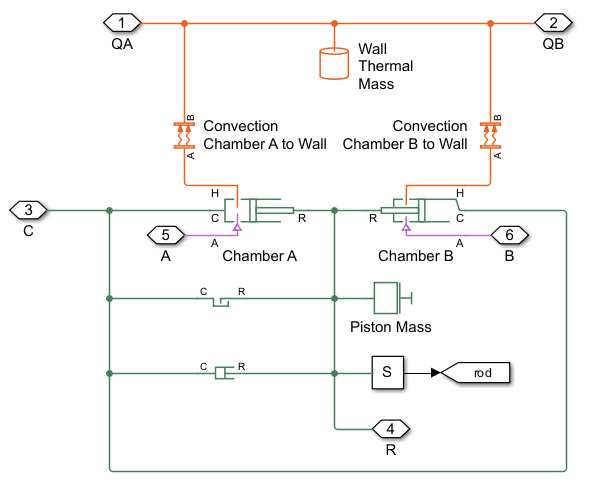 1
QA
2
QB
Wall
Thermal
Mass
B
A
Convection
Chamber A to Wall
Convection
Chamber B to Wall
B
A
3
C
H
C
R
A
Chamber A
5
A
R
H
C
A
Chamber B
6
B
C
R
Piston Mass
C
R
S
rod
4
R